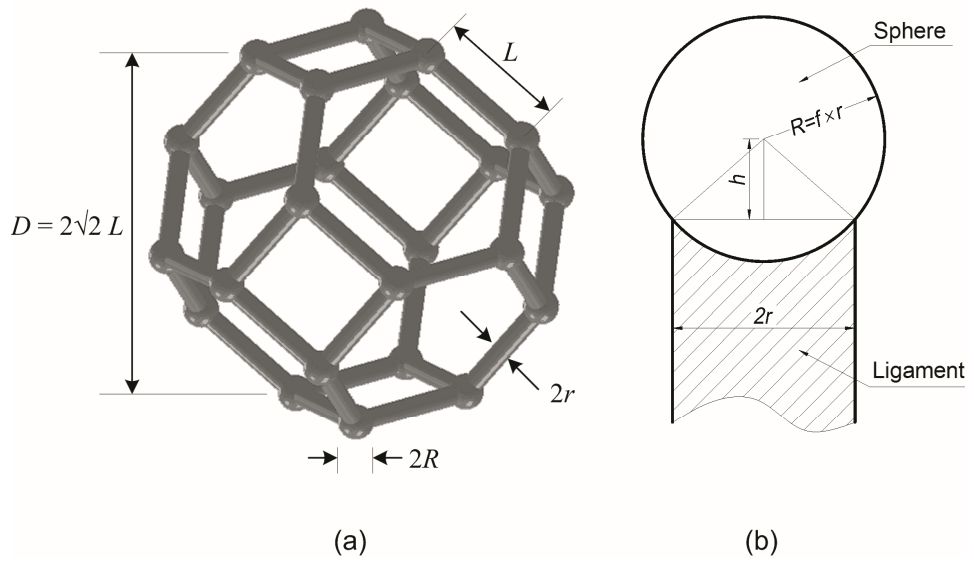 L
D = 2√2 L
2r
2R
(a)
Sphere
R=f×r
h
2r
Ligament
(b)